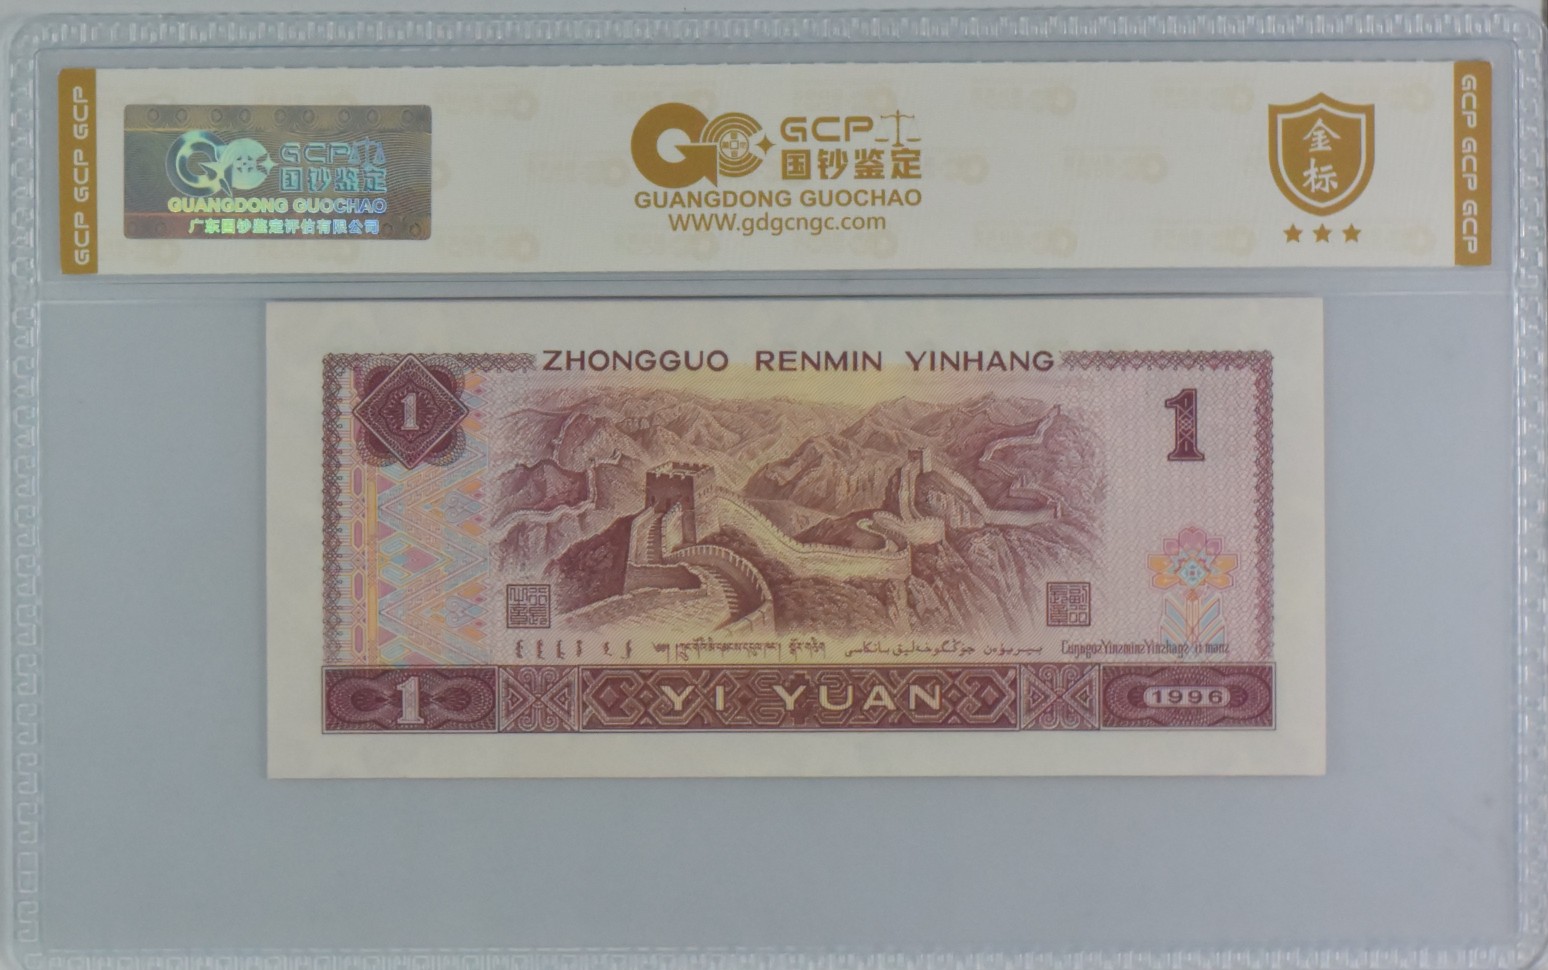 GCP GCP GCP
GCP
国钞鉴定
GUANGDONG GUOCHAO
广东国钞鉴定评估有限公司
GCP
国钞鉴定
GUANGDONG GUOCHAO
WWW.gdgcngc.com
金标
GCP GCP GCP
ZHONGGUO RENMIN YINHANG
1
1
1
YI YUAN
1996